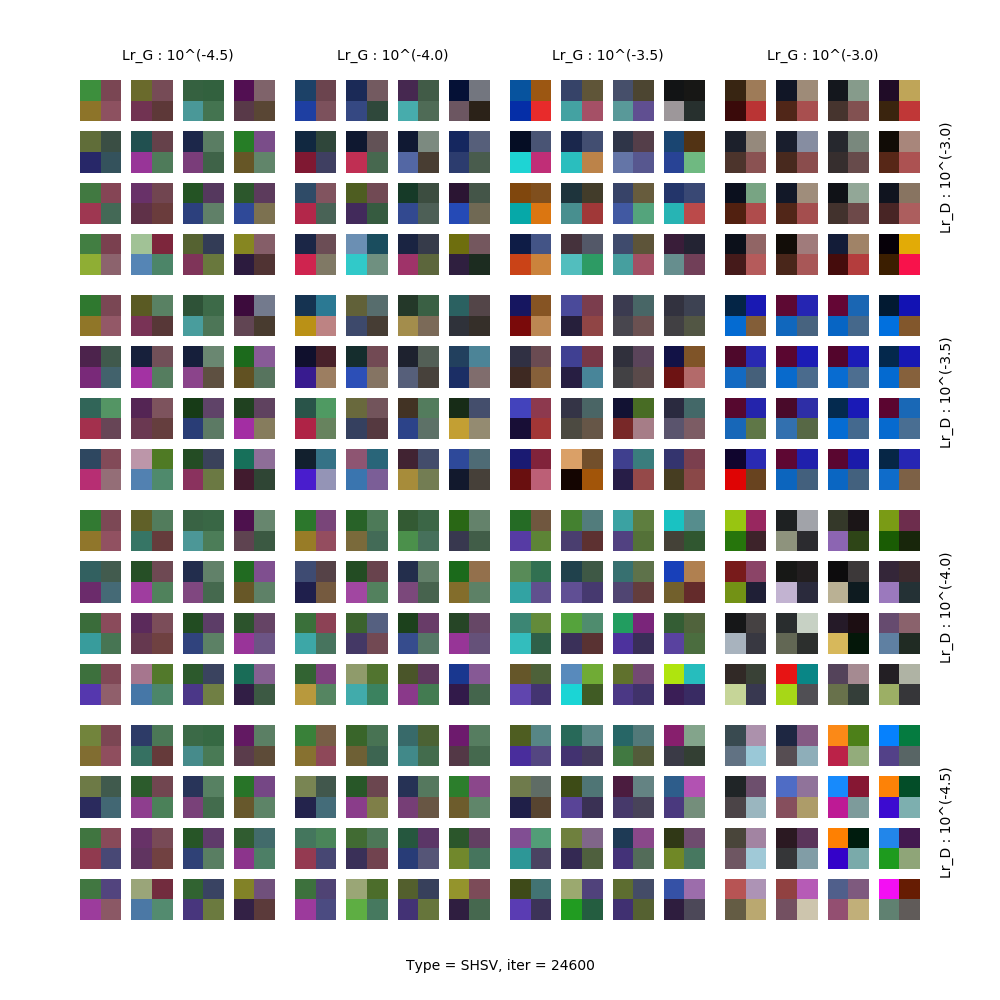 Lr_G : 10^(-4.5)
Lr_G : 10^(-4.0)
Lr_G : 10^(-3.5)
Lr_G : 10^(-3.0)
Lr_D : 10^(-3.0)
Lr_D : 10^(-3.5)
Lr_D : 10^(-4.0)
Lr_D : 10^(-4.5)
Type = SHSV, iter = 24600